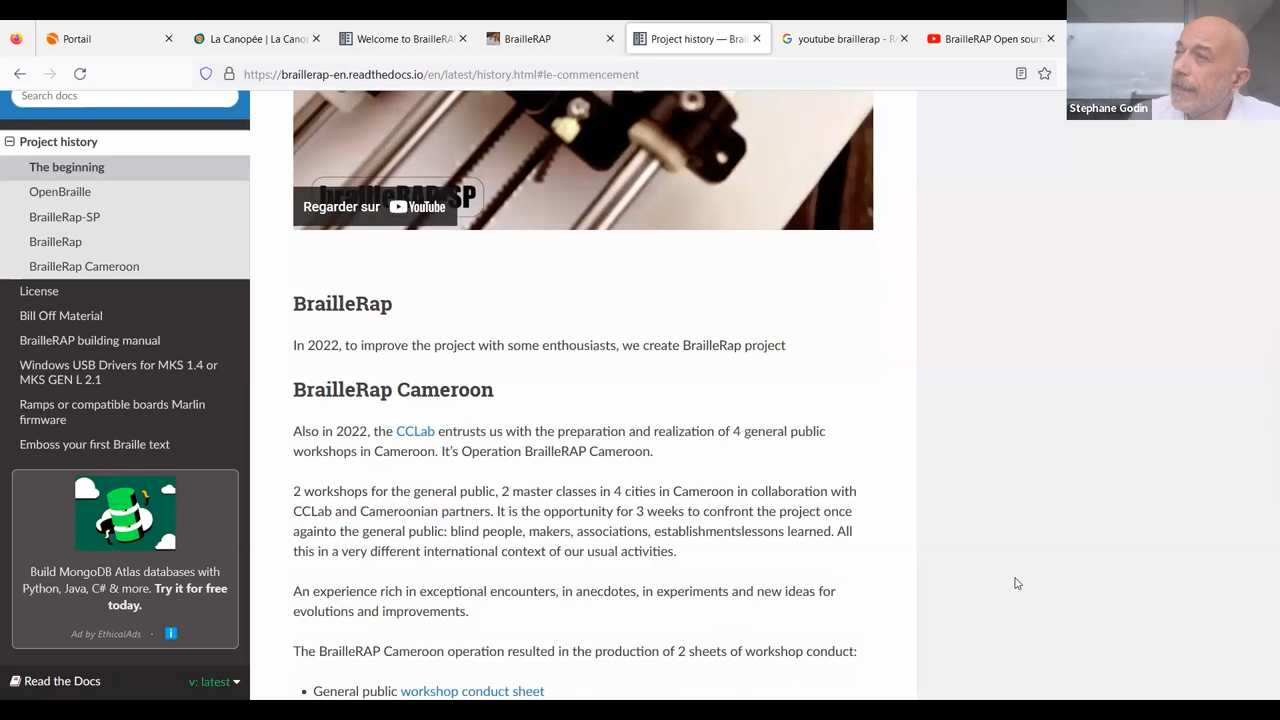 Portail
La Canopée | La Cano
Welcome to BrailleRA
BrailleRAP
Project history — Brai
youtube braillerap - R
BrailleRAP Open sour
https://braillerap-en.readthedocs.io/en/latest/history.html#le-commencement
Stephane Godin
Search docs
Project history
The beginning
OpenBraille
BrailleRap-SP
BrailleRap
BrailleRap Cameroon
License
Bill Off Material
BrailleRAP building manual
Windows USB Drivers for MKS 1.4 or
MKS GEN L 2.1
Ramps or compatible boards Marlin
firmware
Emboss your first Braille text
Build MongoDB Atlas databases with
Python, Java, C# & more. Try it for free
today.
Ad by EthicalAds ·
Read the Docs
v: latest
brailleRAP-SP
Regarder sur YouTube
BrailleRap
In 2022, to improve the project with some enthousiasts, we create BrailleRap project
BrailleRap Cameroon
Also in 2022, the CCLab entrusts us with the preparation and realization of 4 general public
workshops in Cameroon. It's Operation BrailleRAP Cameroon.
2 workshops for the general public, 2 master classes in 4 cities in Cameroon in collaboration with
CCLab and Cameroonian partners. It is the opportunity for 3 weeks to confront the project once
againto the general public: blind people, makers, associations, establishmentslessons learned. All
this in a very different international context of our usual activities.
An experience rich in exceptional encounters, in anecdotes, in experiments and new ideas for
evolutions and improvements.
The BrailleRAP Cameroon operation resulted in the production of 2 sheets of workshop conduct:
• General public workshop conduct sheet